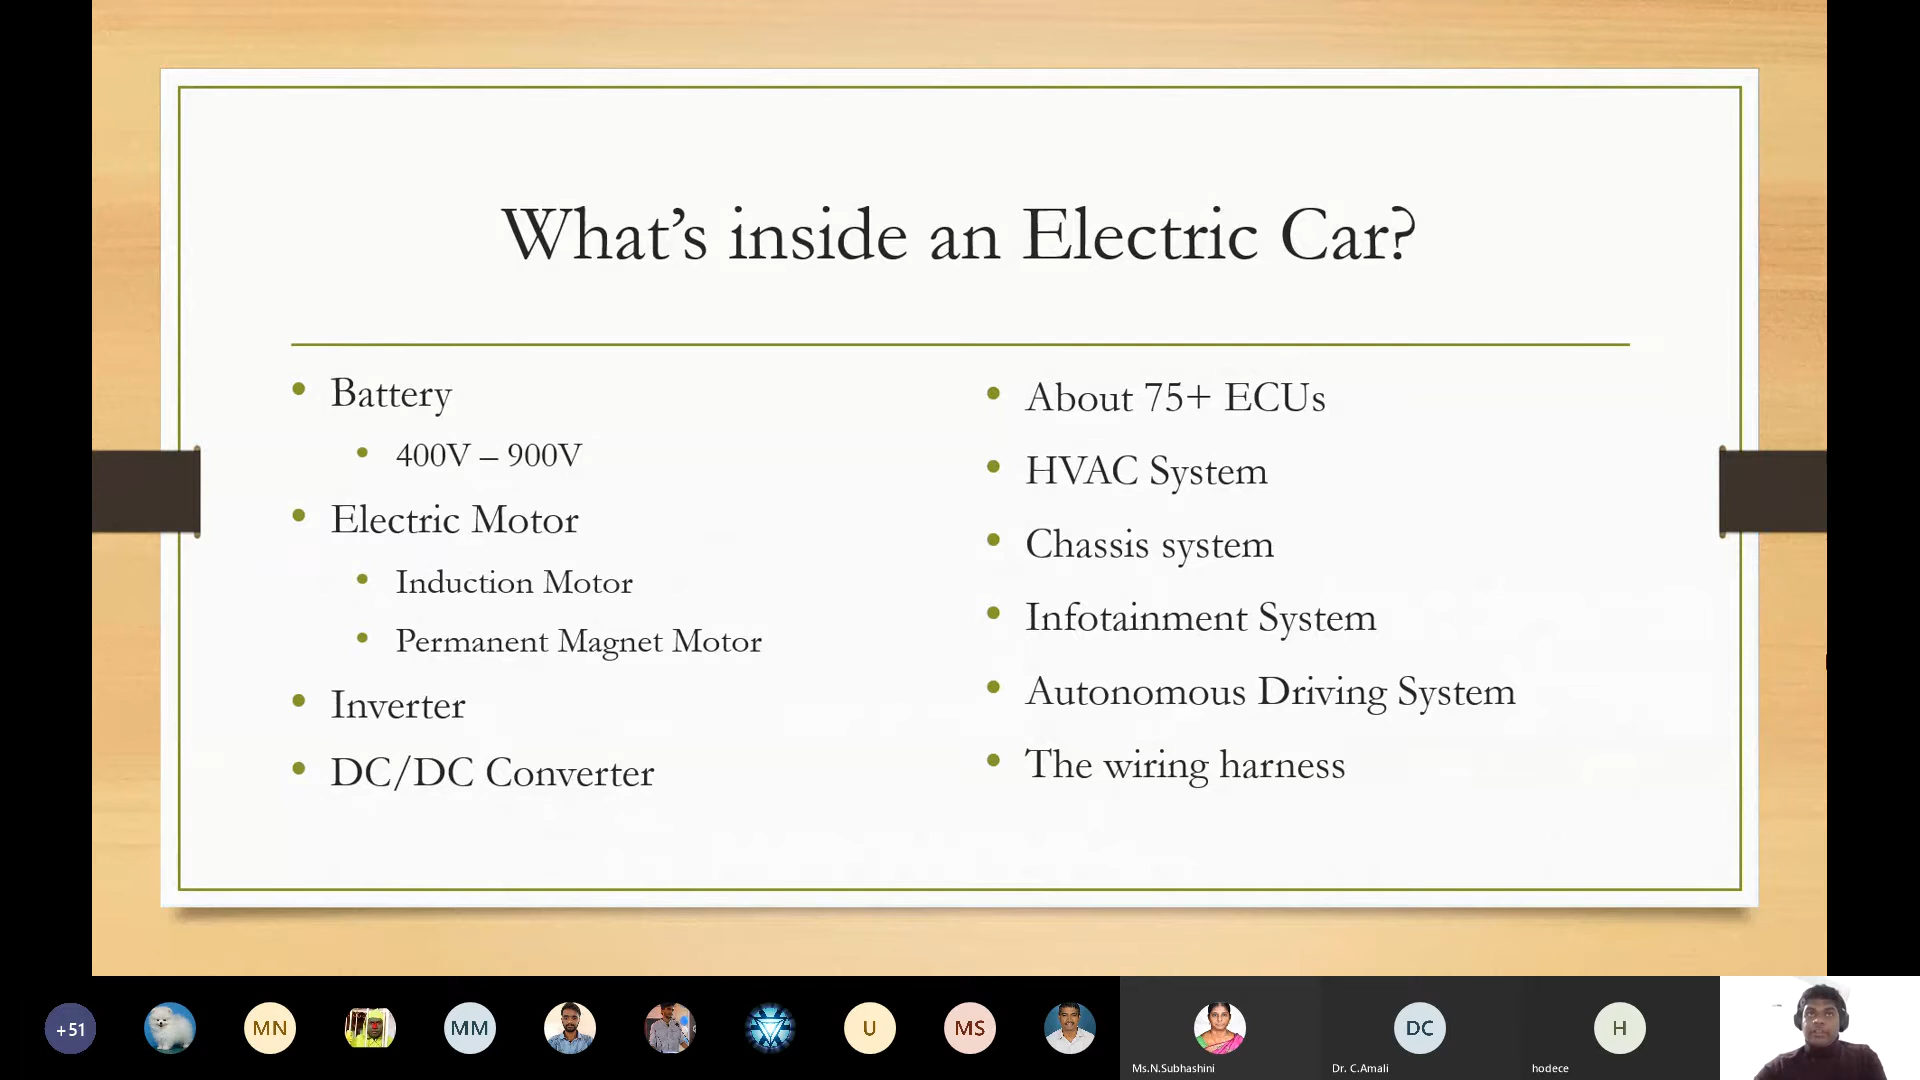 What's inside an Electric Car?
• Battery
• 400V – 900V
• Electric Motor
• Induction Motor
• Permanent Magnet Motor
• Inverter
• DC/DC Converter
• About 75+ ECUs
• HVAC System
• Chassis system
• Infotainment System
• Autonomous Driving System
• The wiring harness
+51
MN
MM
U
MS
DC
H
Ms.N.Subhashini
Dr. C.Amali
hodece